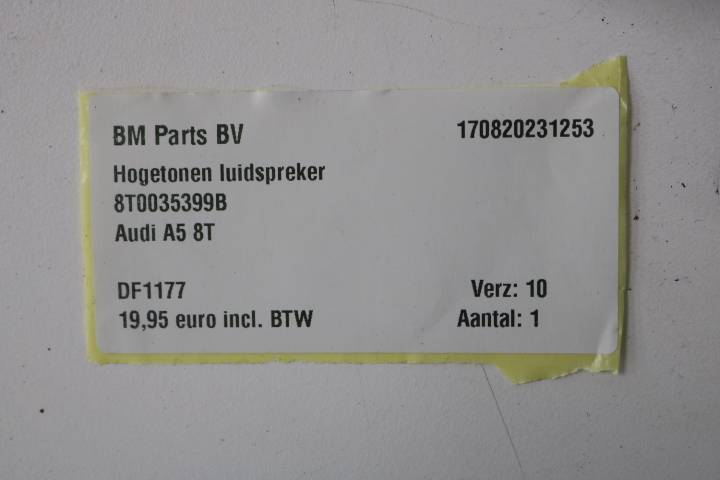 BM Parts BV 170820231253
Hogetonen luidspreker
8T0035399B
Audi A5 8T
DF1177 Verz: 10
19,95 euro incl. BTW Aantal: 1